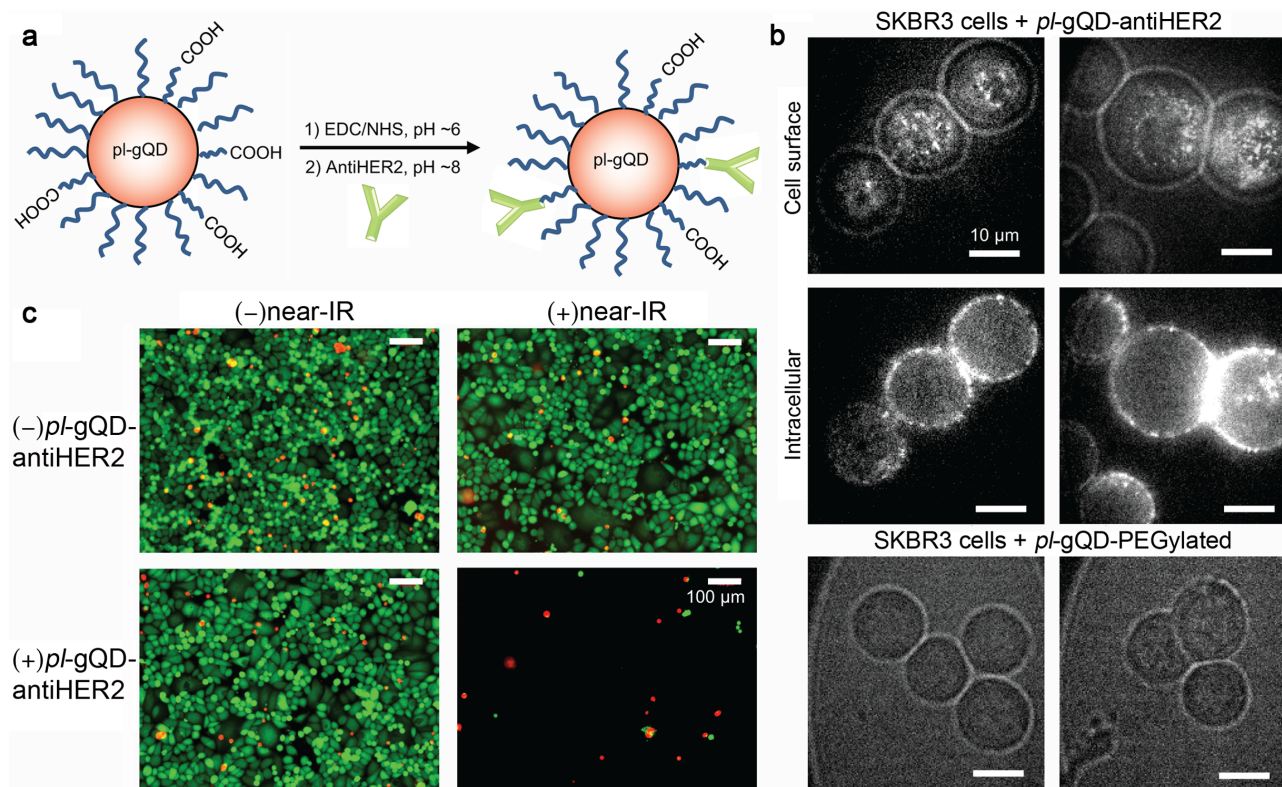 a
COOH
pl-gQD
COOH
HOOC
COOH
1) EDC/NHS, pH ~6
2) AntiHER2, pH ~8
COOH
pl-gQD
COOH
b
SKBR3 cells + pl-gQD-antiHER2
Cell surface
10 µm
Intracellular
SKBR3 cells + pl-gQD-PEGylated
c
(−)near-IR
(+)near-IR
(−)pl-gQD-
antiHER2
(+)pl-gQD-
antiHER2
100 µm